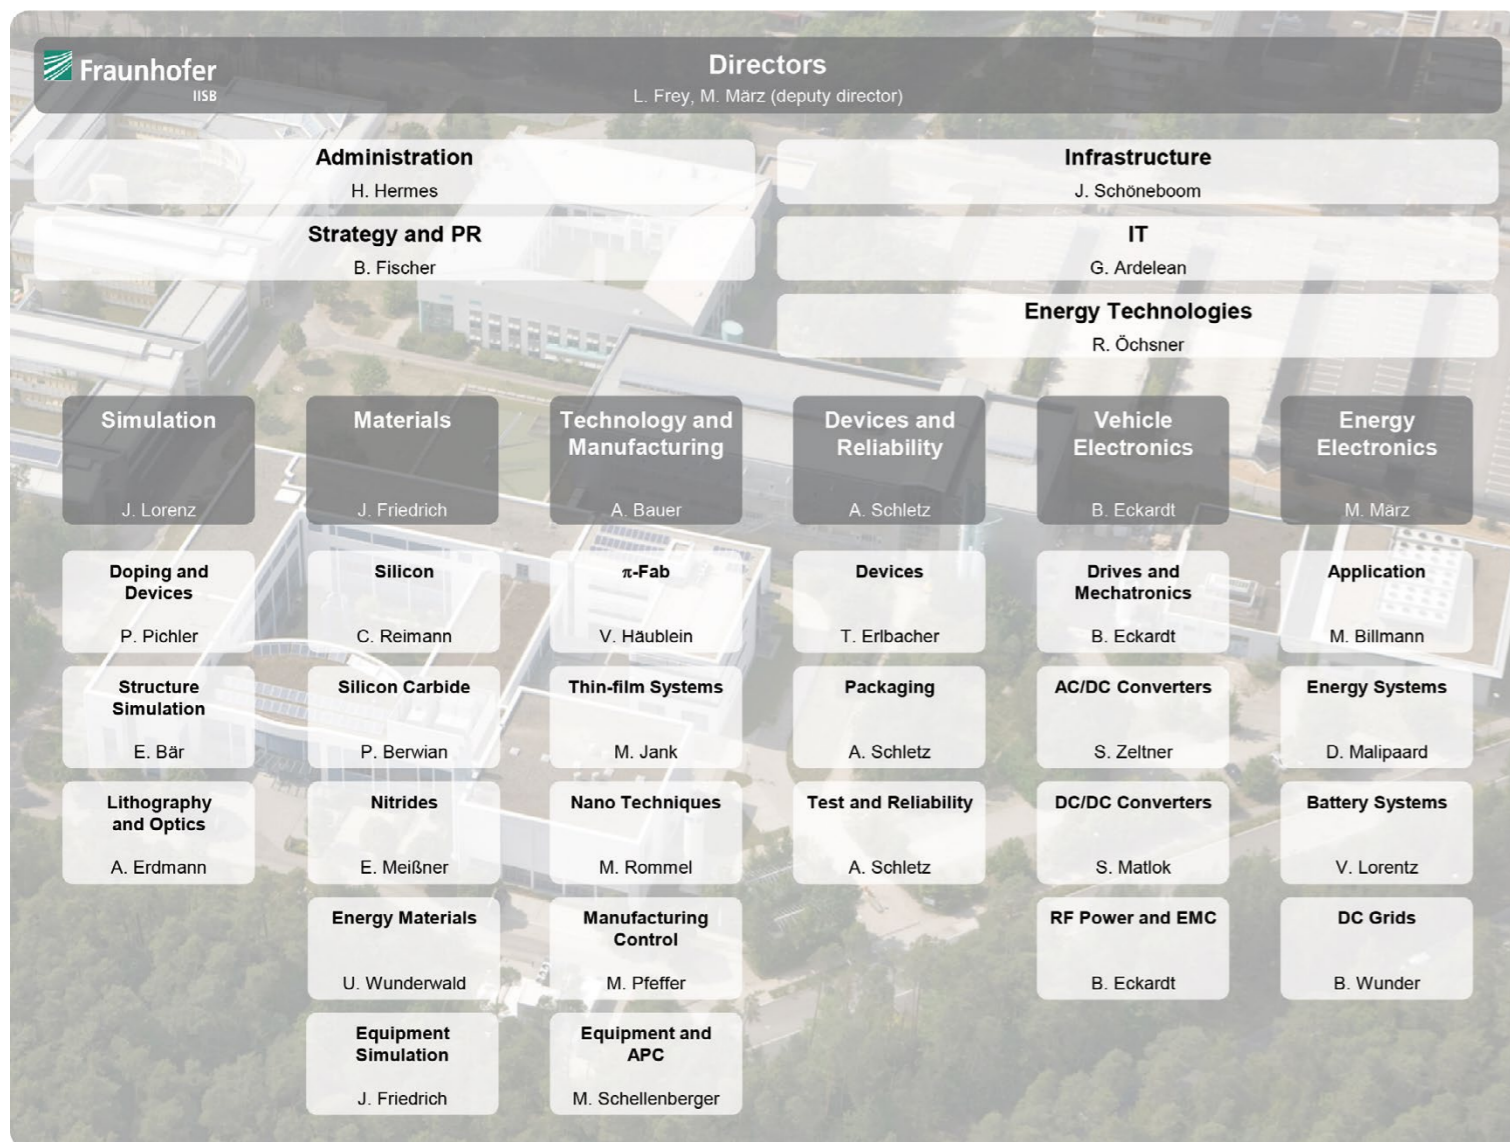 Fraunhofer
IISB
Directors
L. Frey, M. März (deputy director)
Administration
H. Hermes
Infrastructure
J. Schöneboom
Strategy and PR
B. Fischer
IT
G. Ardelean
Energy Technologies
R. Öchsner
Simulation
J. Lorenz
Materials
J. Friedrich
Technology and
Manufacturing
A. Bauer
Devices and
Reliability
A. Schletz
Vehicle
Electronics
B. Eckardt
Energy
Electronics
M. März
Doping and
Devices
P. Pichler
Silicon
C. Reimann
π-Fab
V. Häublein
Devices
T. Erlbacher
Drives and
Mechatronics
B. Eckardt
Application
M. Billmann
Structure
Simulation
E. Bär
Silicon Carbide
P. Berwian
Thin-film Systems
M. Jank
Packaging
A. Schletz
AC/DC Converters
S. Zeltner
Energy Systems
D. Malipaard
Lithography
and Optics
A. Erdmann
Nitrides
E. Meißner
Nano Techniques
M. Rommel
Test and Reliability
A. Schletz
DC/DC Converters
S. Matlok
Battery Systems
V. Lorentz
Energy Materials
U. Wunderwald
Manufacturing
Control
M. Pfeffer
RF Power and EMC
B. Eckardt
DC Grids
B. Wunder
Equipment
Simulation
J. Friedrich
Equipment and
APC
M. Schellenberger